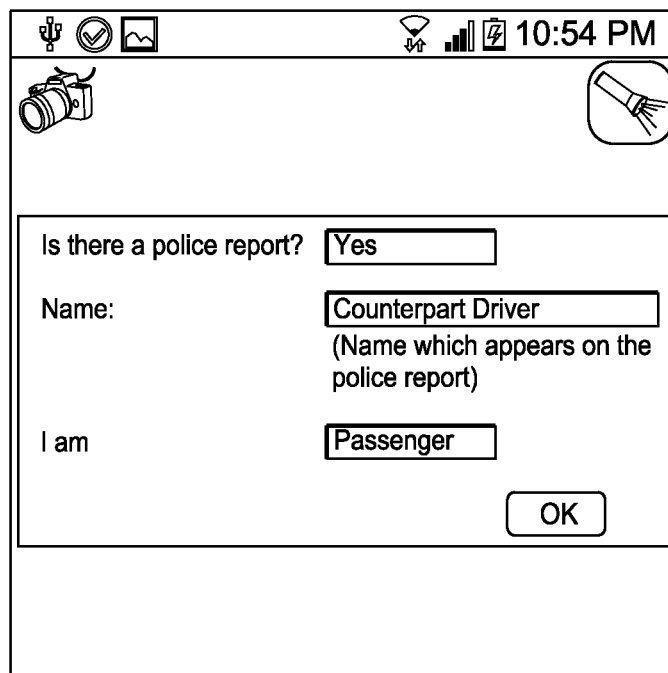 10:54 PM
Is there a police report? Yes
Name: Counterpart Driver
(Name which appears on the
police report)
I am Passenger
OK